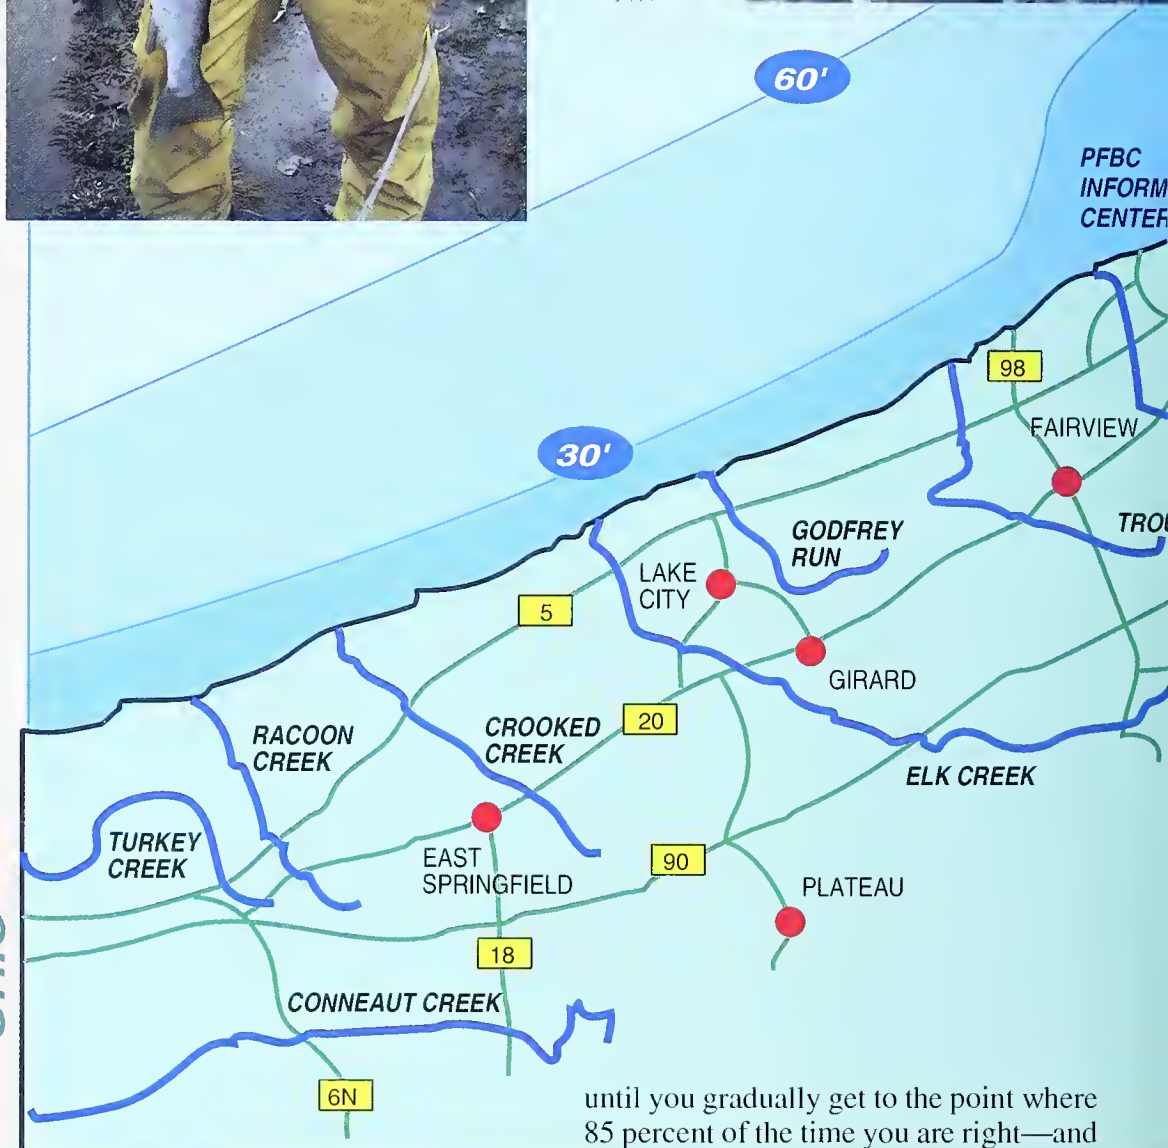 60'
PFBC
CENTER
98
FAIRVIEW
30'
GODFREY
RUN
LAKE
CITY
5
GIRARD
20
RACOON
CREEK
CROOKED
CREEK
ELK CREEK
TURKEY
CREEK
EAST
SPRINGFIELD
90
PLATEAU
18
CONNEAUT CREEK
6N
until you gradually get to the point where
85 percent of the time you are right—and